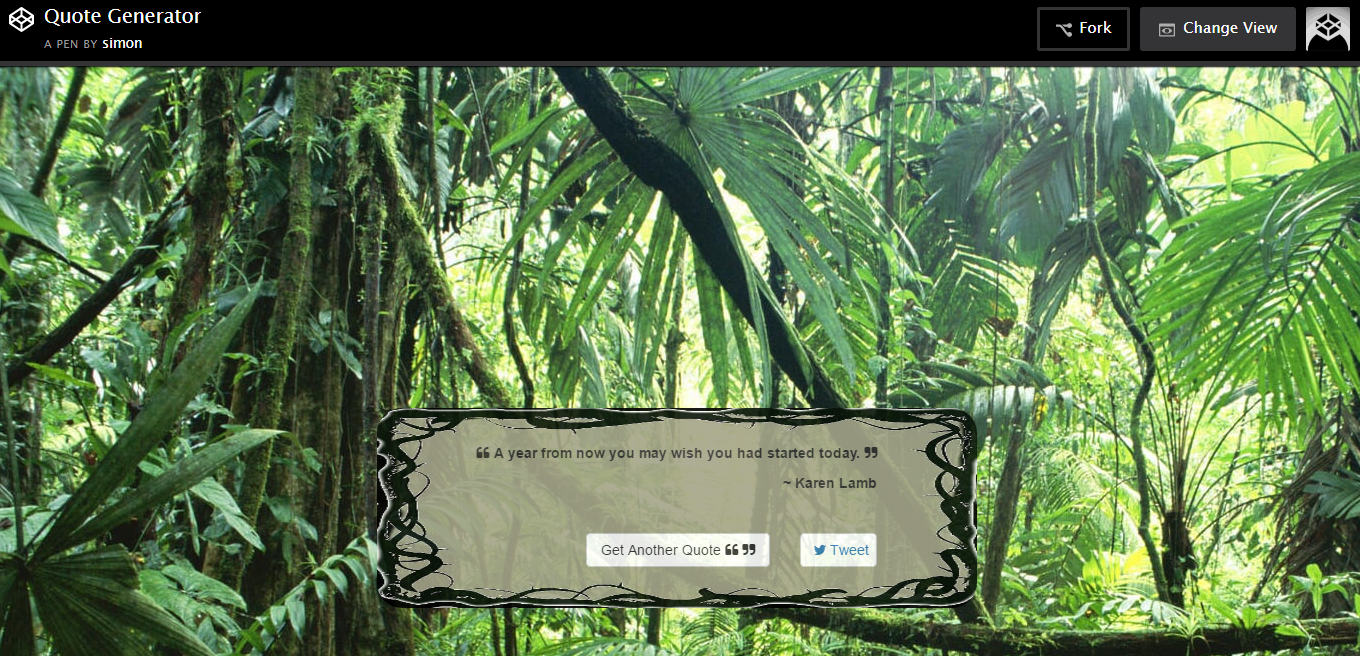 Quote Generator
A PEN BY simon
Fork
Change View
❝ A year from now you may wish you had started today. ❞
~ Karen Lamb
Get Another Quote ❝ ❞
Tweet